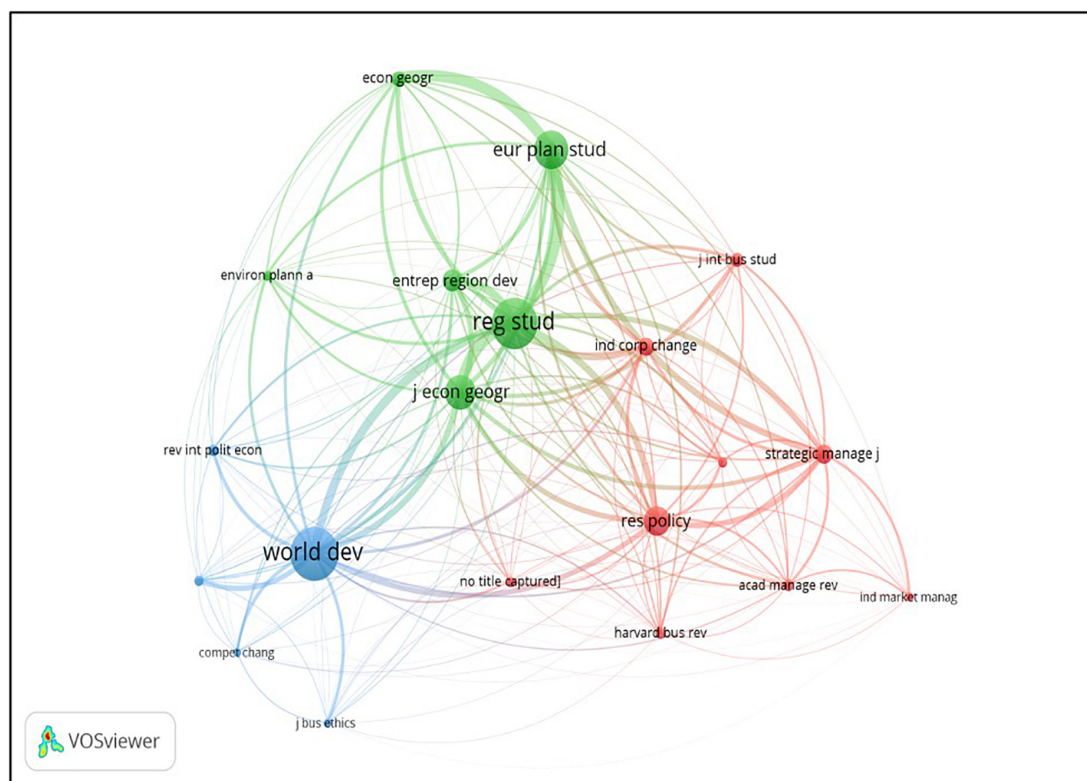 econ geogr
eur plan stud
j int bus stud
environ plann a
entrep region dev
reg stud
ind corp change
j econ geogr
rev int polit econ
strategic manage j
res policy
world dev
no title captured]
acad manage rev
ind market manag
harvard bus rev
compet chang
j bus ethics
VOSviewer